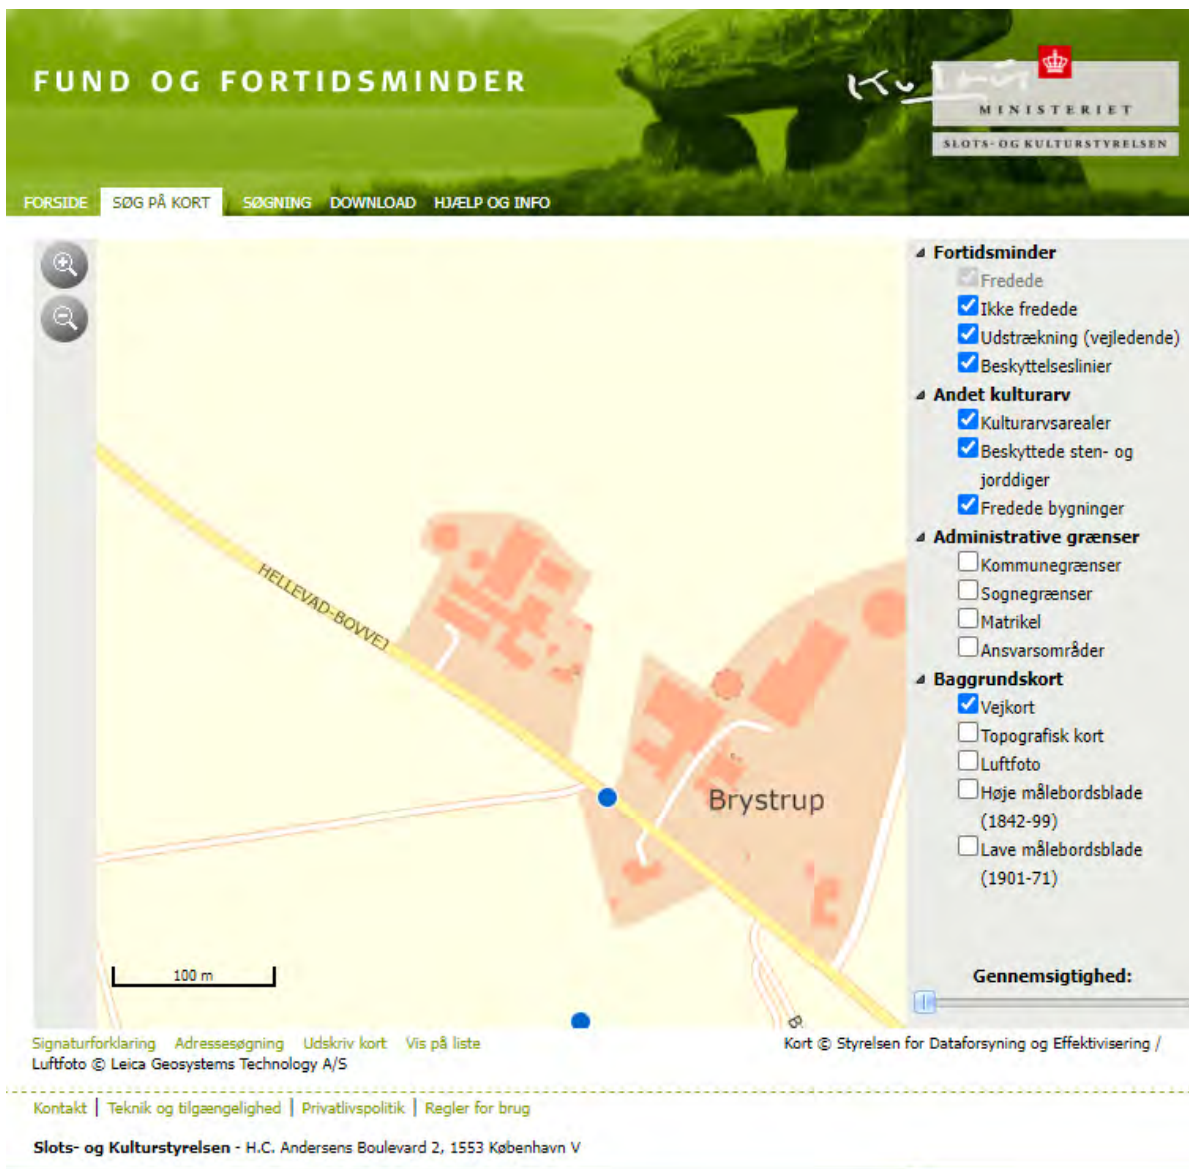 FUND OG FORTIDSMINDER
Kultur
MINISTERIET
SLOTS- OG KULTURSTYRELSEN
FORSIDE SØG PÅ KORT SØGNING DOWNLOAD HJÆLP OG INFO
Fortidsminder
Fredede
Ikke fredede
Udstrækning (vejledende)
Beskyttelseslinier
Andet kulturarv
Kulturarvsarealer
Beskyttede sten- og
jorddiger
Fredede bygninger
Administrative grænser
Kommunegrænser
Sognegrænser
Matrikel
Ansvarsområder
Baggrundskort
Vejkort
Topografisk kort
Luftfoto
Høje målebordsblade
(1842-99)
Lave målebordsblade
(1901-71)
Gennemsigtighed:
HELLEVAD-BOVVEJ
Brystrup
B
100 m
Signaturforklaring Adressesøgning Udskriv kort Vis på liste
Kort © Styrelsen for Dataforsyning og Effektivisering /
Luftfoto © Leica Geosystems Technology A/S
Kontakt | Teknik og tilgængelighed | Privatlivspolitik | Regler for brug
Slots- og Kulturstyrelsen - H.C. Andersens Boulevard 2, 1553 København V